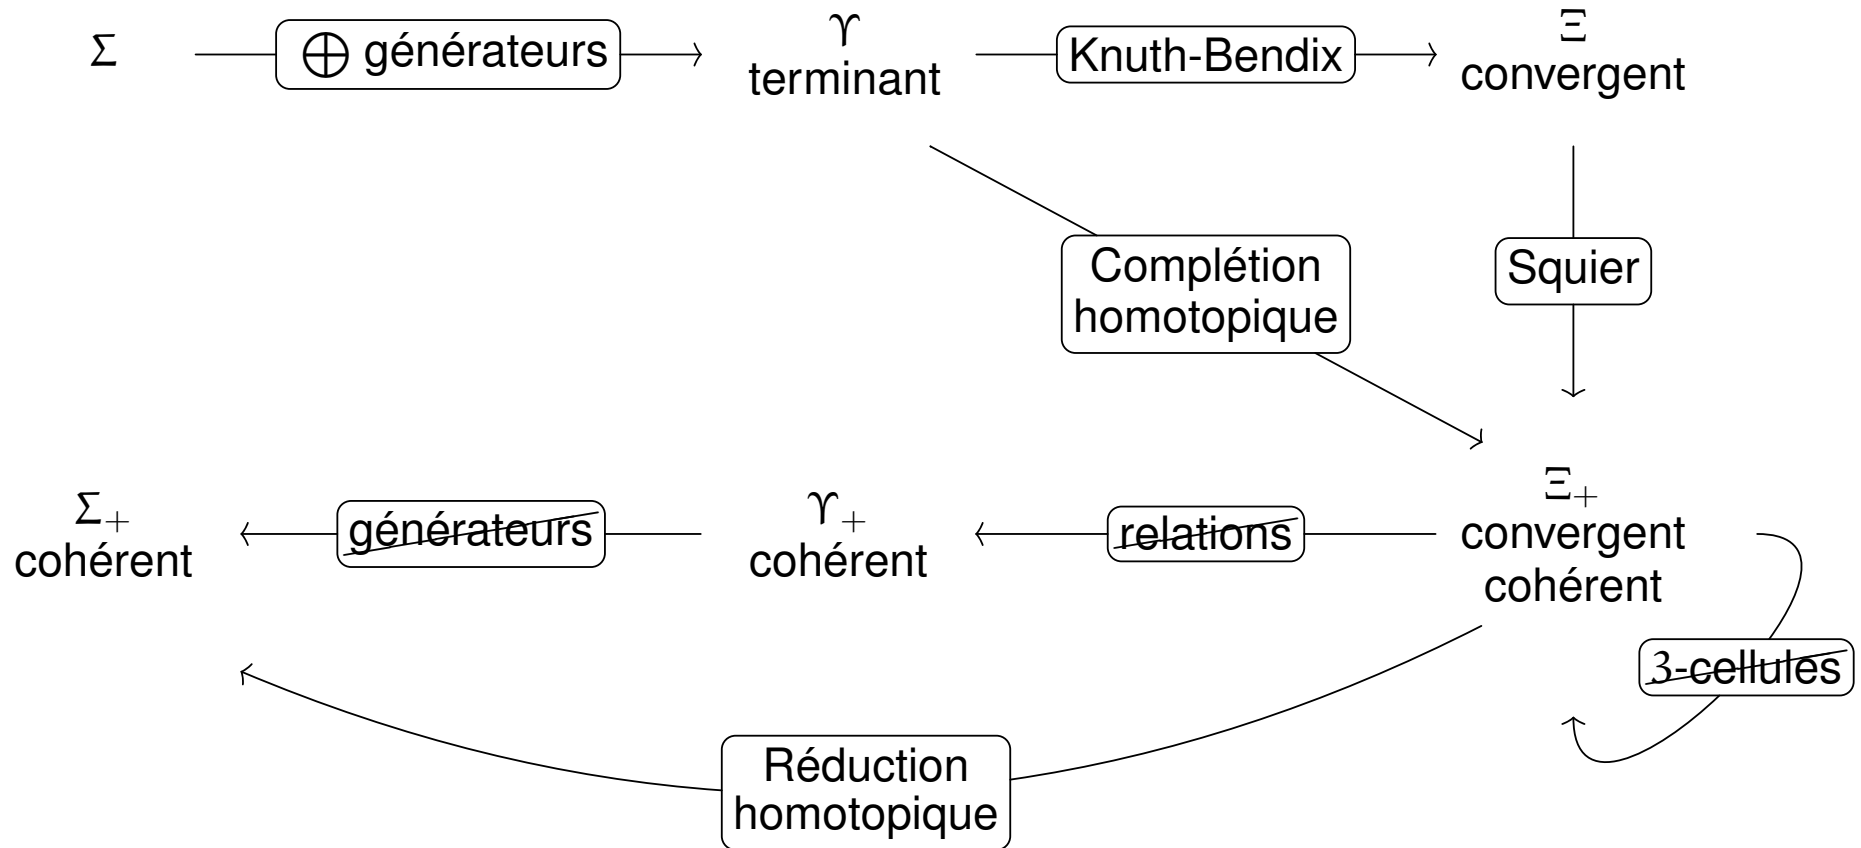 Σ
⊕ générateurs
ϒ
terminant
Knuth-Bendix
Ξ
convergent
Complétion
homotopique
Squier
Σ₊
cohérent
générateurs
ϒ₊
cohérent
relations
Ξ₊
convergent
cohérent
3-cellules
Réduction
homotopique